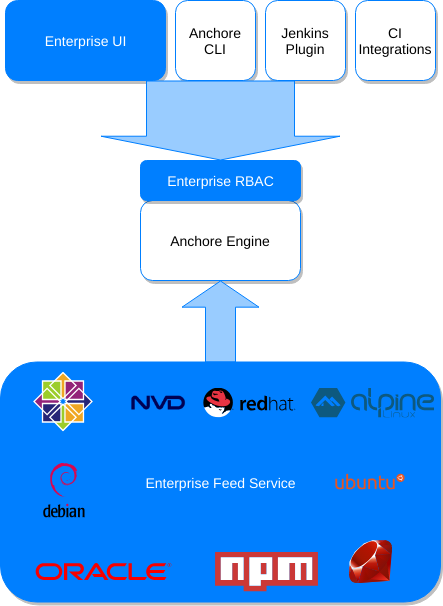 Enterprise UI
Anchore
CLI
Jenkins
Plugin
CI
Integrations
Enterprise RBAC
Anchore Engine
NVD
redhat.
alpine
LINUX
debian
Enterprise Feed Service
ubuntu
ORACLE
npm